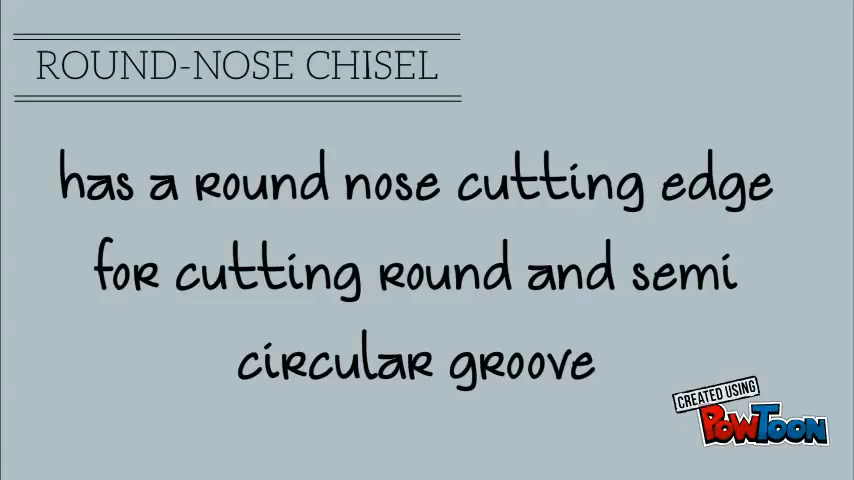 ROUND-NOSE CHISEL
has a round nose cutting edge
for cutting round and semi
circular groove
CREATED USING
POWTOON